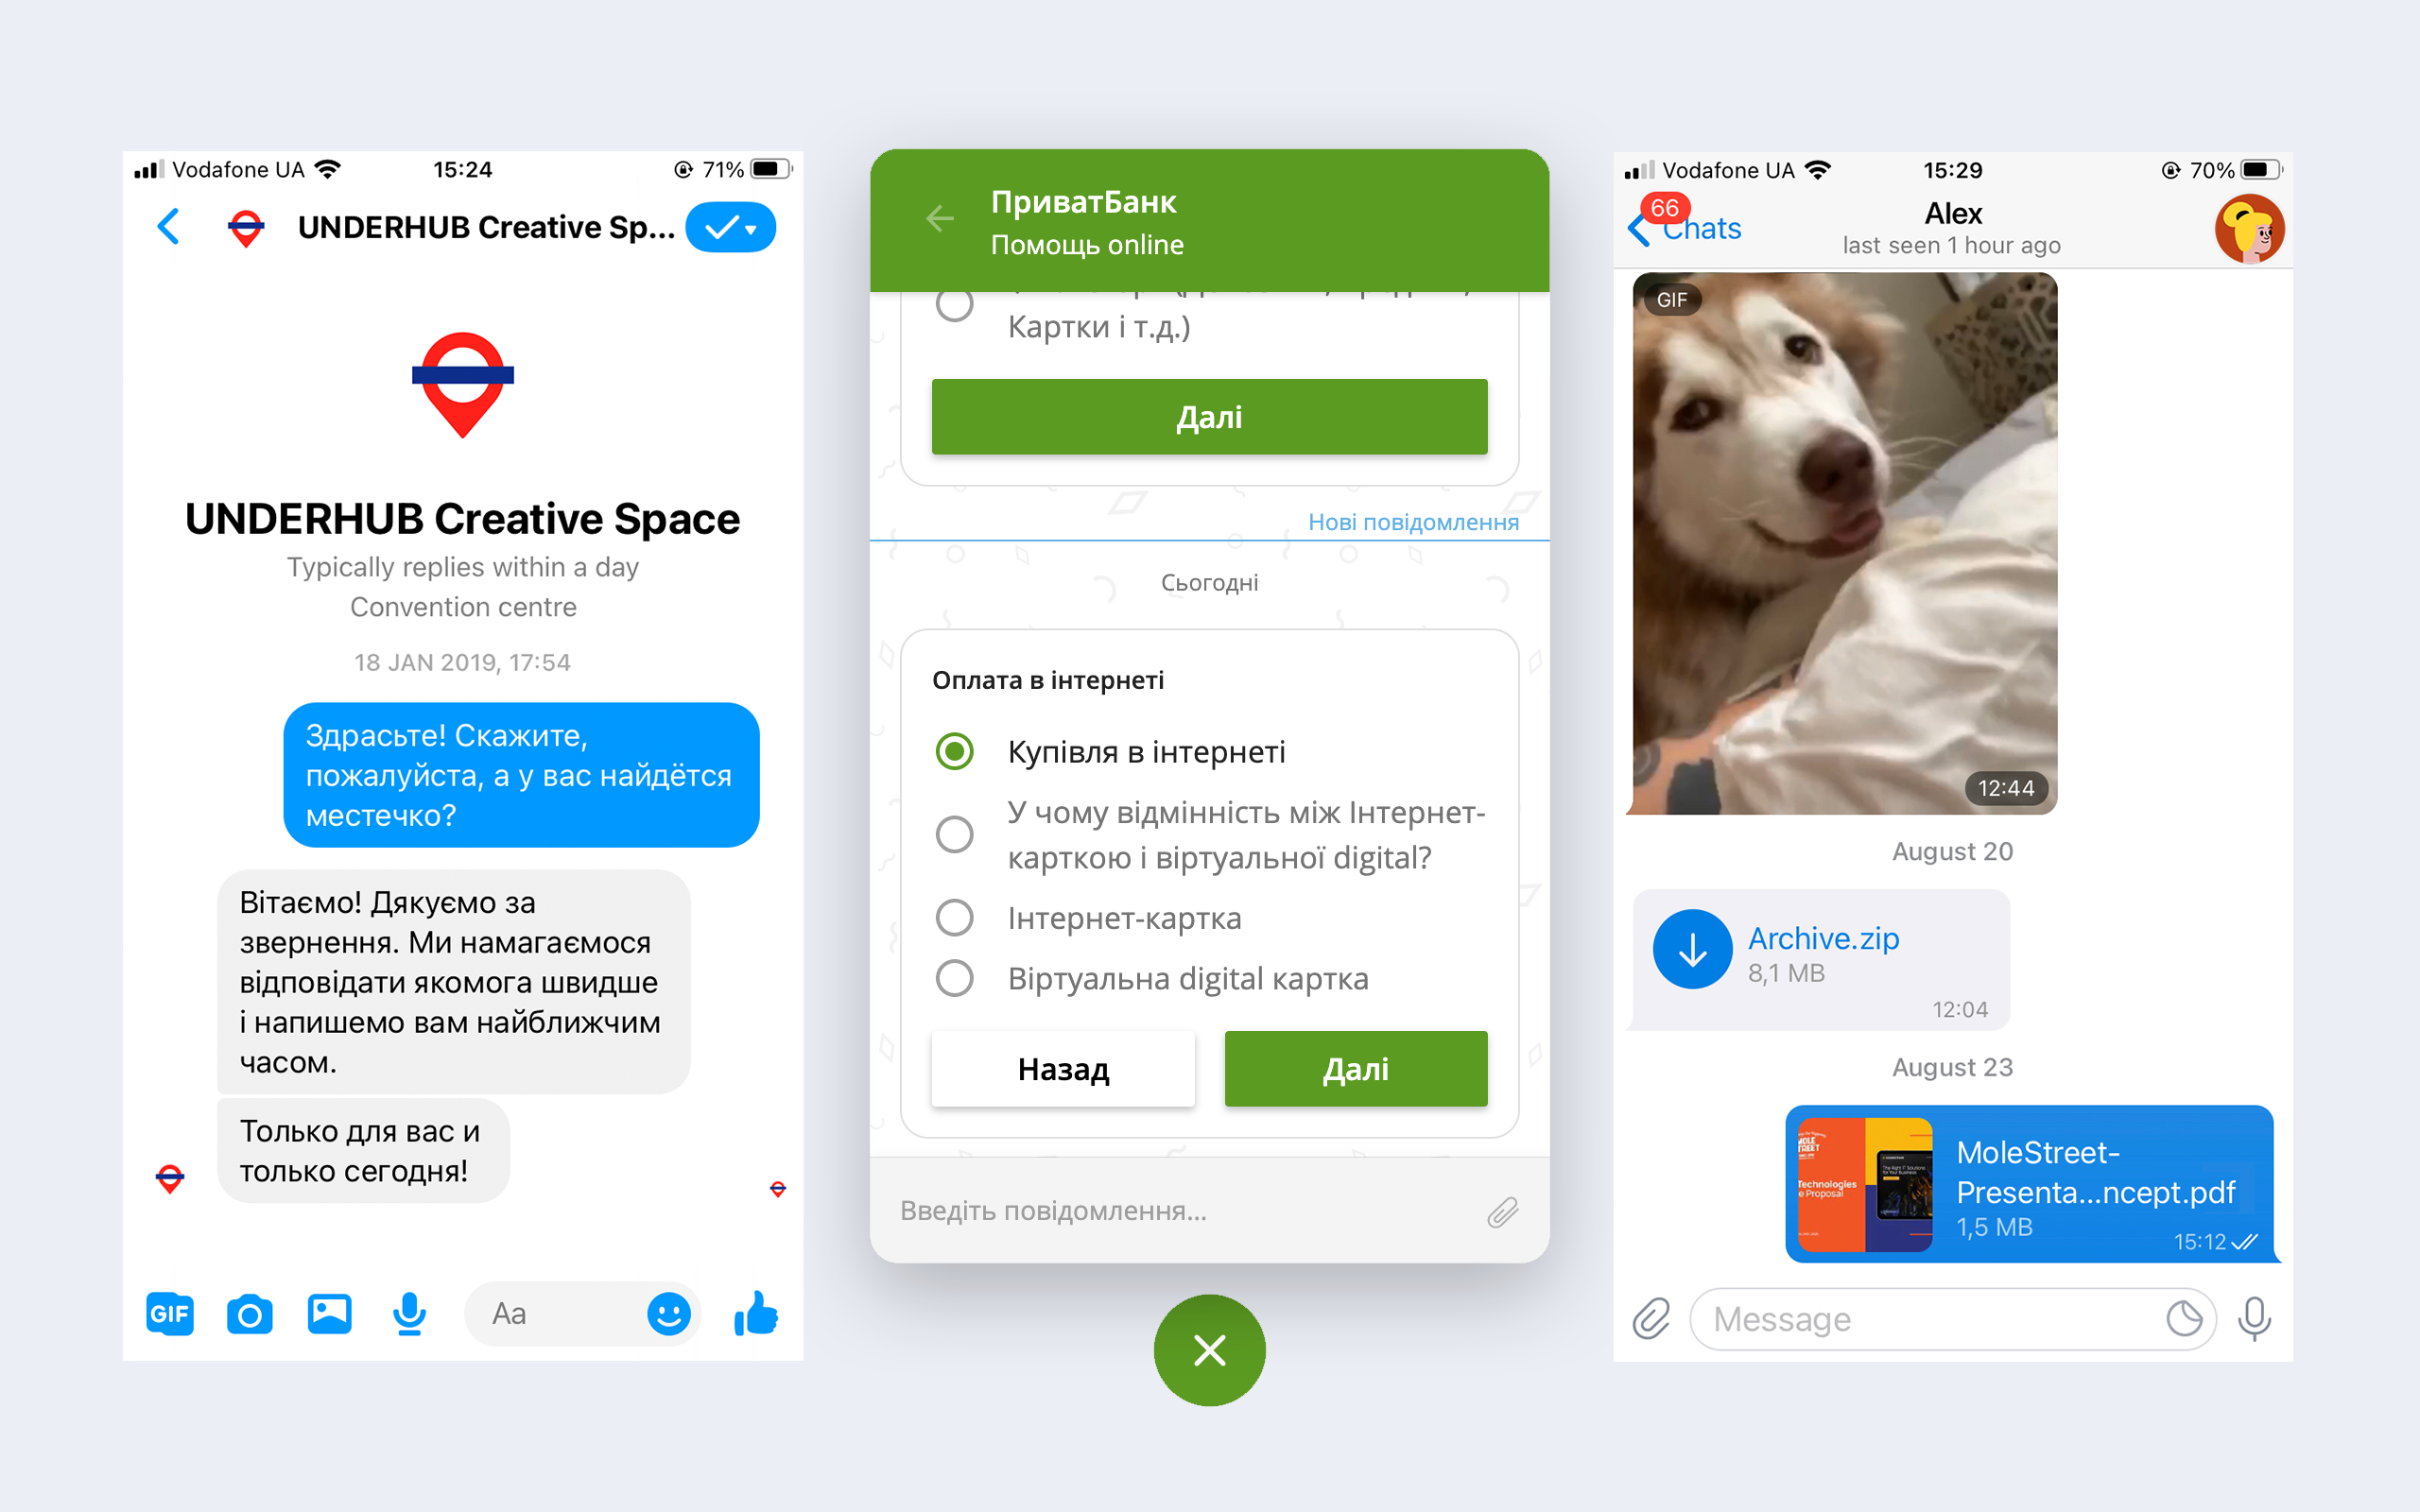 Vodafone UA
15:24
71%
UNDERHUB Creative Sp...
UNDERHUB Creative Space
Typically replies within a day
Convention centre
18 JAN 2019, 17:54
Здрасьте! Скажите,
пожалуйста, а у вас найдётся
местечко?
Вітаємо! Дякуємо за
звернення. Ми намагаємося
відповідати якомога швидше
і напишемо вам найближчим
часом.
Только для вас и
только сегодня!
GIF
Aa
ПриватБанк
Помощь online
Картки і т.д.)
Далі
Нові повідомлення
Сьогодні
Оплата в інтернеті
Купівля в інтернеті
У чому відмінність між Інтернет-
карткою і віртуальної digital?
Інтернет-картка
Віртуальна digital картка
Назад
Далі
Введіть повідомлення...
Vodafone UA
15:29
70%
66
Chats
Alex
last seen 1 hour ago
GIF
12:44
August 20
Archive.zip
8,1 MB
12:04
August 23
Technologies
e Proposal
MoleStreet-
Presenta...ncept.pdf
1,5 MB
15:12
Message